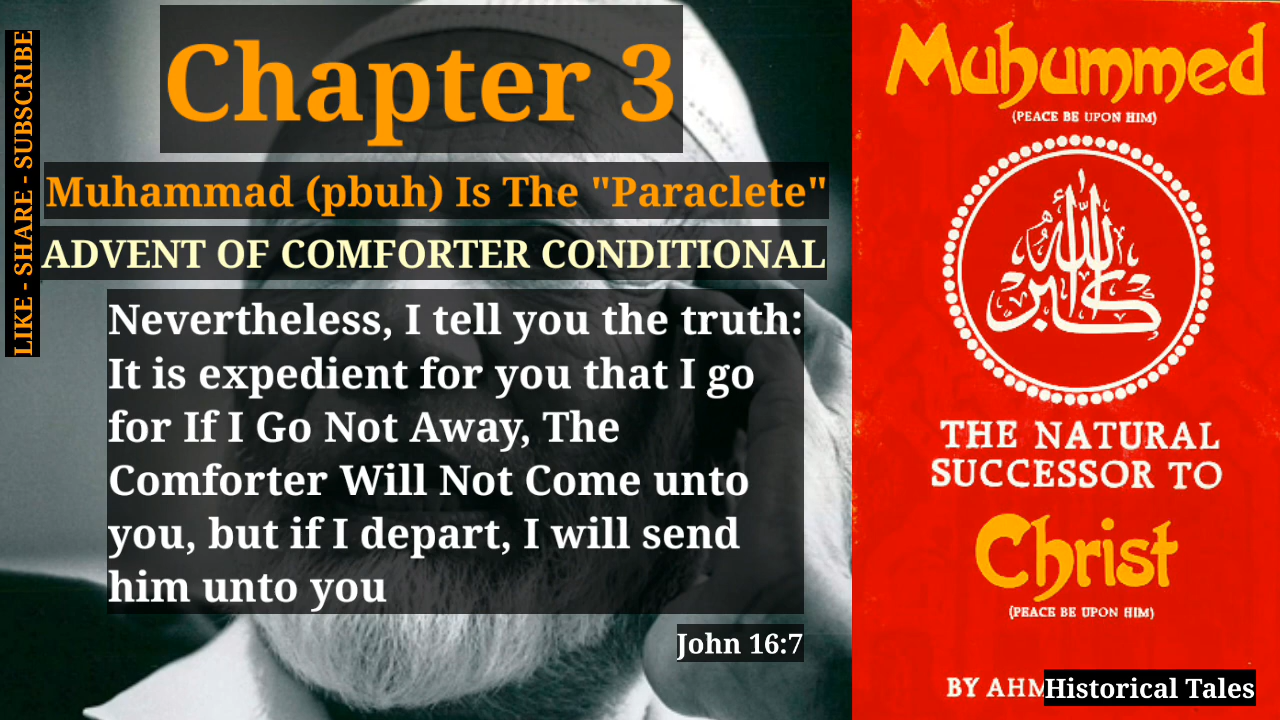 LIKE - SHARE - SUBSCRIBE
Chapter 3
Muhammad (pbuh) Is The "Paraclete"
ADVENT OF COMFORTER CONDITIONAL
Nevertheless, I tell you the truth:
It is expedient for you that I go
for If I Go Not Away, The
Comforter Will Not Come unto
you, but if I depart, I will send
him unto you
John 16:7
Muhummed
(PEACE BE UPON HIM)
الله أكبر
THE NATURAL
SUCCESSOR TO
Christ
(PEACE BE UPON HIM)
BY AHM
Historical Tales